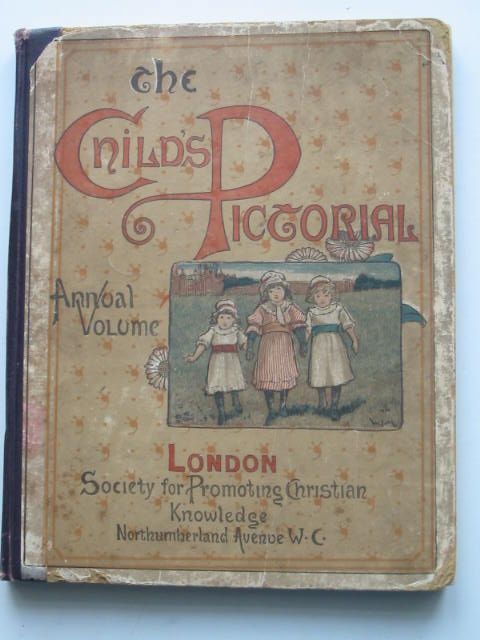 The
Child's
Pictorial
Annual
Volume
London
Society for Promoting Christian
Knowledge
Northumberland Avenue W.C.